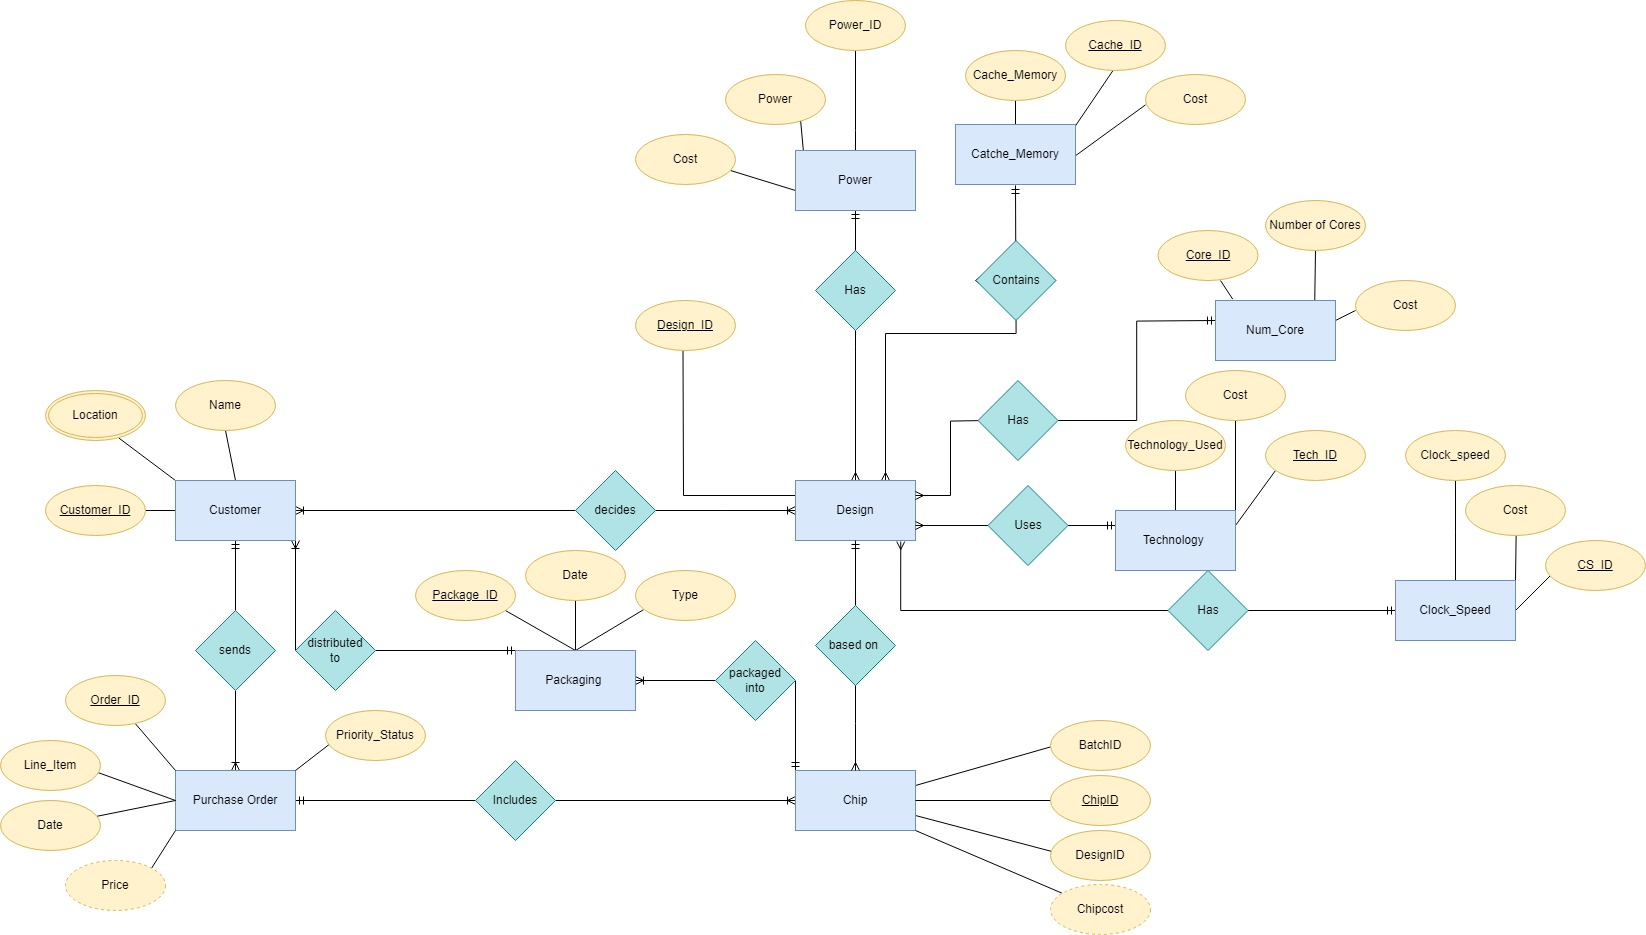 Power_ID
Cache_ID
Cache_Memory
Power
Cost
Catche_Memory
Cost
Power
Number of Cores
Core_ID
Contains
Has
Cost
Design_ID
Num_Core
Cost
Name
Location
Has
Technology_Used
Tech_ID
Clock_speed
Customer_ID
Customer
decides
Design
Cost
Uses
Technology
CS_ID
Date
Package_ID
Type
Has
Clock_Speed
sends
distributed
to
based on
packaged
into
Packaging
Order_ID
Priority_Status
BatchID
Line_Item
Purchase Order
Includes
Chip
ChipID
Date
DesignID
Price
Chipcost